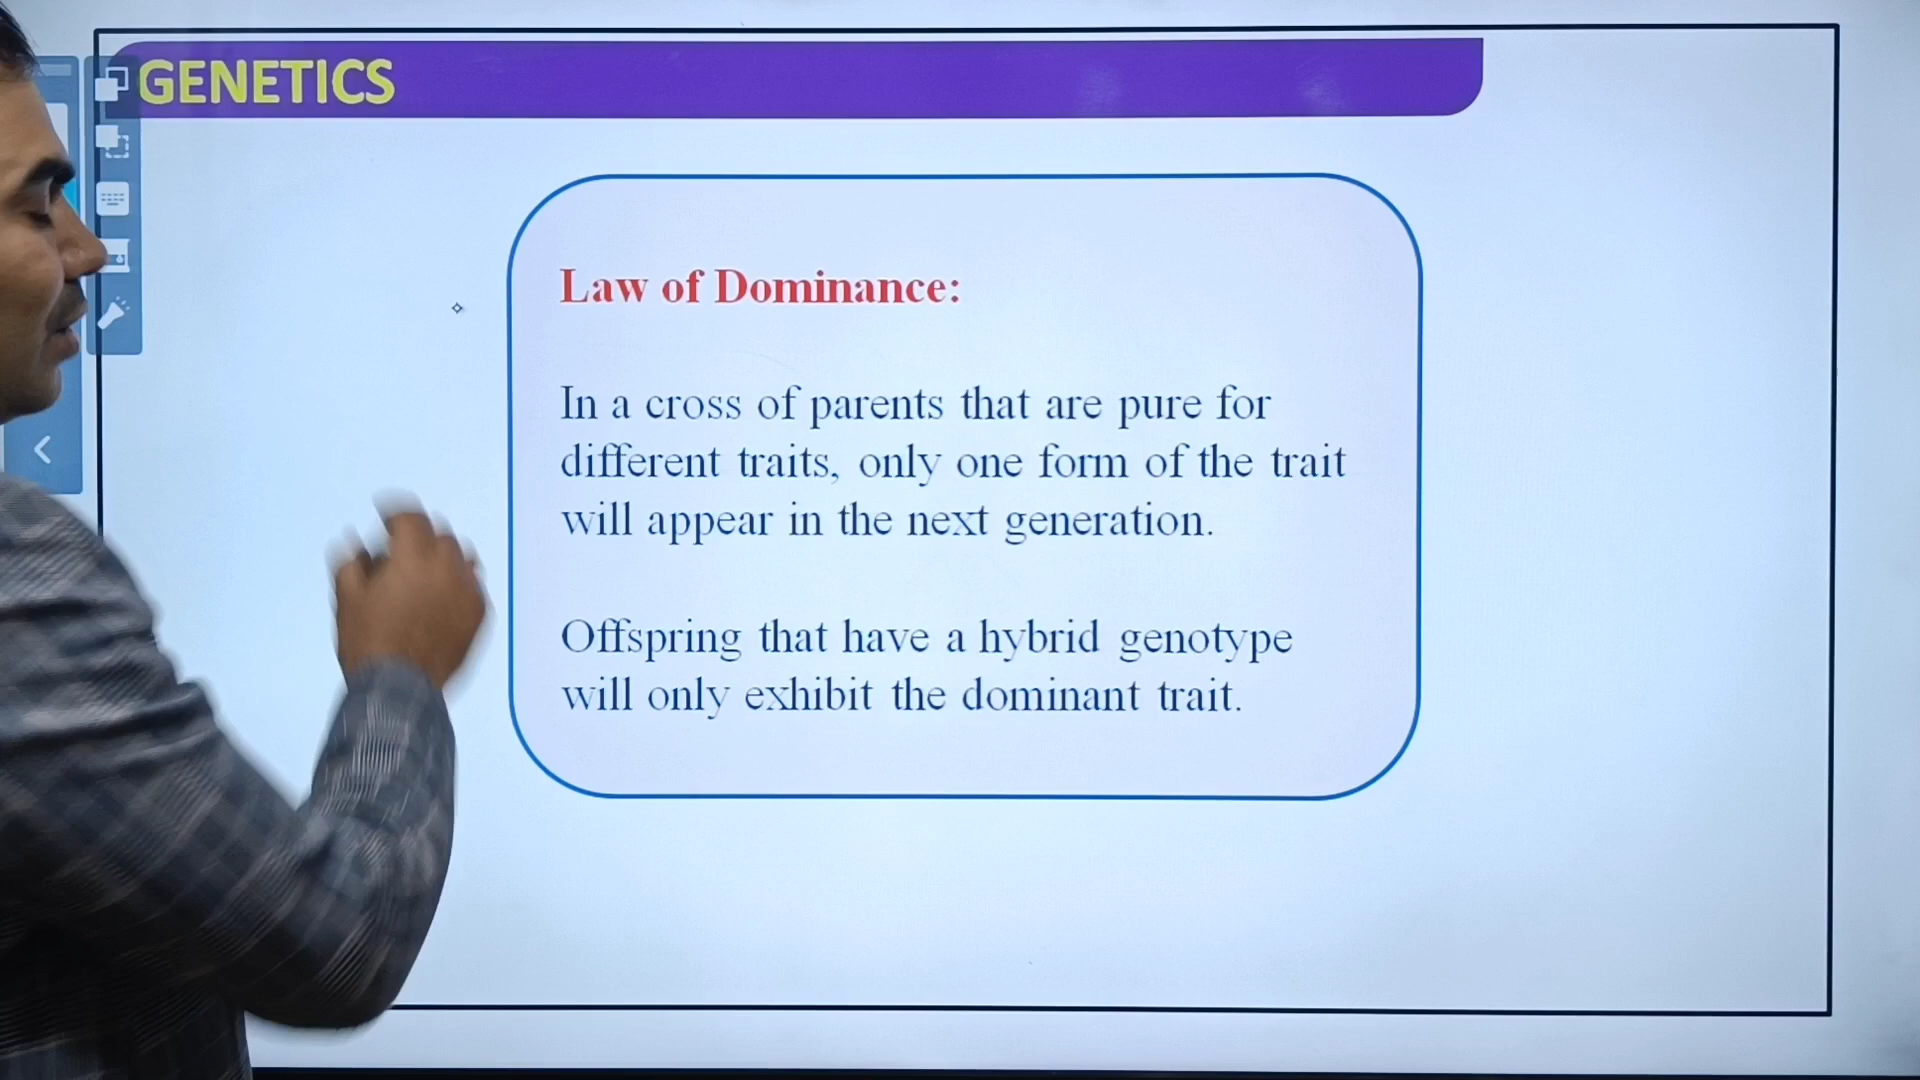 GENETICS
Law of Dominance:
In a cross of parents that are pure for
different traits, only one form of the trait
will appear in the next generation.
Offspring that have a hybrid genotype
will only exhibit the dominant trait.